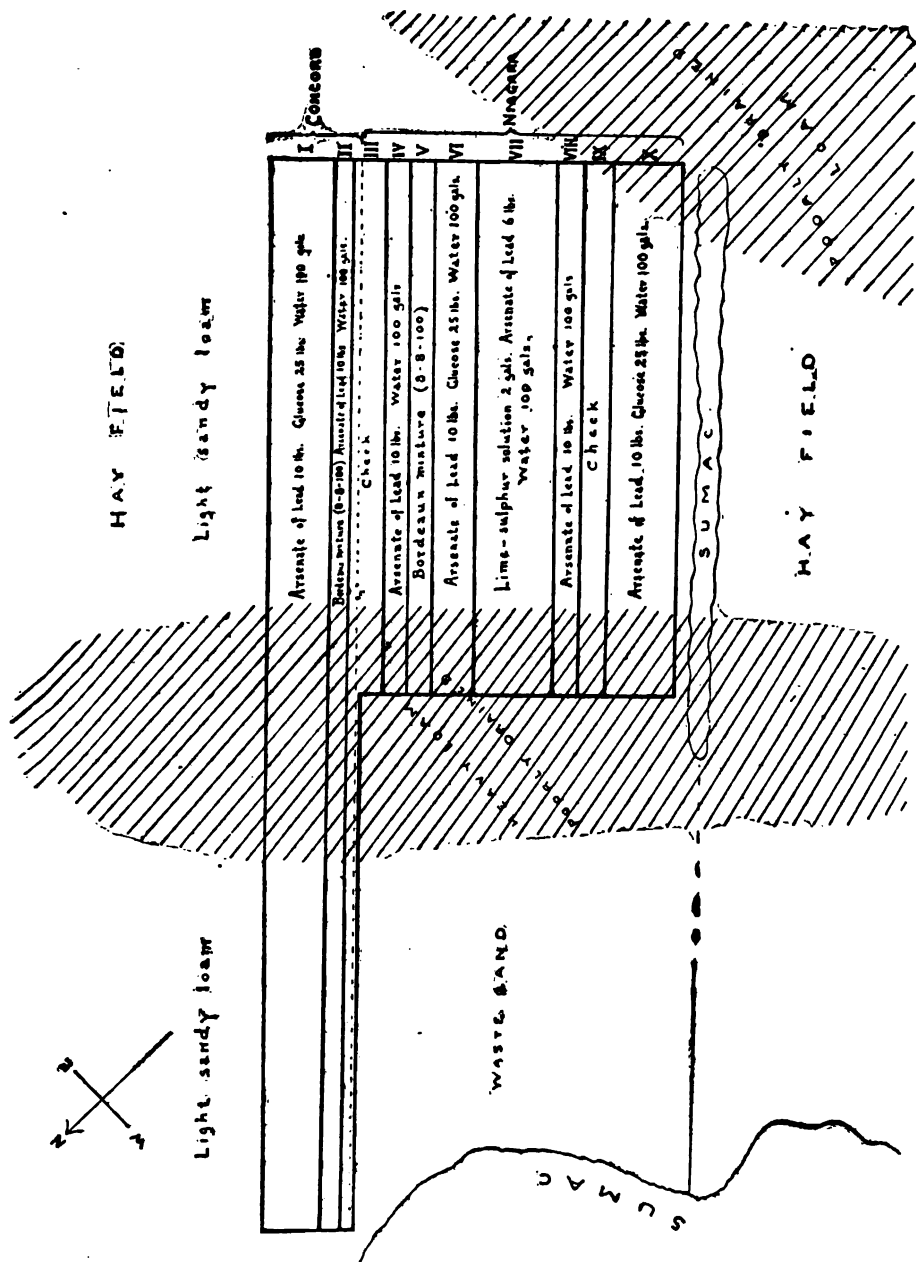 HAY FIELD
Light sandy loam
CONCORD
NIAGARA
I
Arsenate of Lead 10 lbs. Glucose 25 lbs. Water 100 gals
II
Bordeaux mixture (8-8-100) Arsenate of Lead 10 lbs Water 100 gals.
III
Check
IV
Arsenate of Lead 10 lbs. Water 100 gals
V
Bordeaux mixture (8-8-100)
VI
Arsenate of Lead 10 lbs. Glucose 25 lbs. Water 100 gals.
VII
Lime-sulphur solution 2 gals. Arsenate of Lead 6 lbs.
Water 100 gals.
VIII
Arsenate of Lead 10 lbs. Water 100 gals
IX
Check
X
Arsenate of Lead. 10 lbs. Glucose 25 lbs. Water 100 gals.
SUMAC
HAY FIELD
POORLY DRAINED
POORLY DRAINED
Light sandy loam
WASTE LAND
SUMAC
N